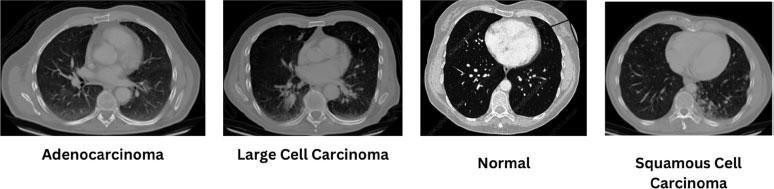 Adenocarcinoma
Large Cell Carcinoma
Normal
Squamous Cell
Carcinoma